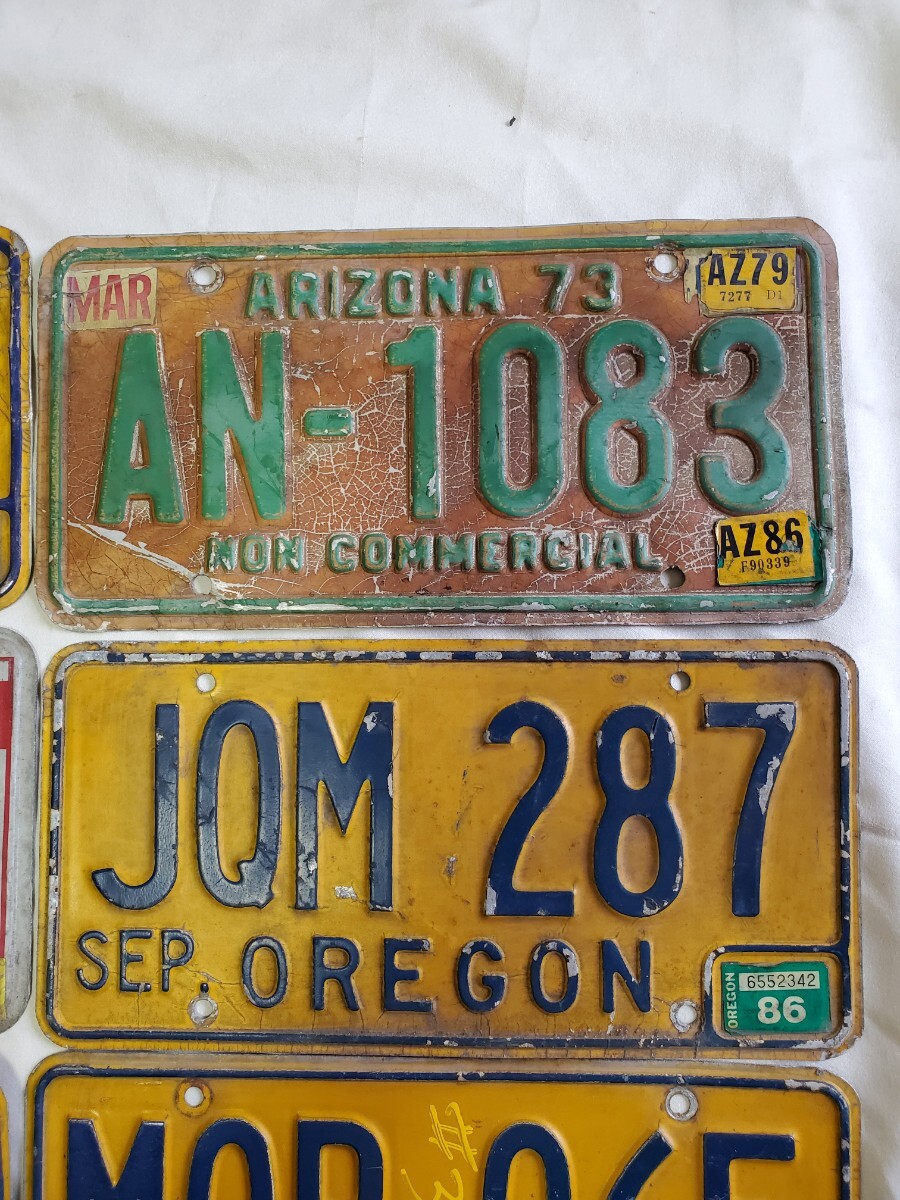 MAR
ARIZONA 73
AZ79
7277 D1
AN-1083
NON COMMERCIAL
AZ86
F90339
JQM 287
SEP. OREGON
OREGON
6552342
86